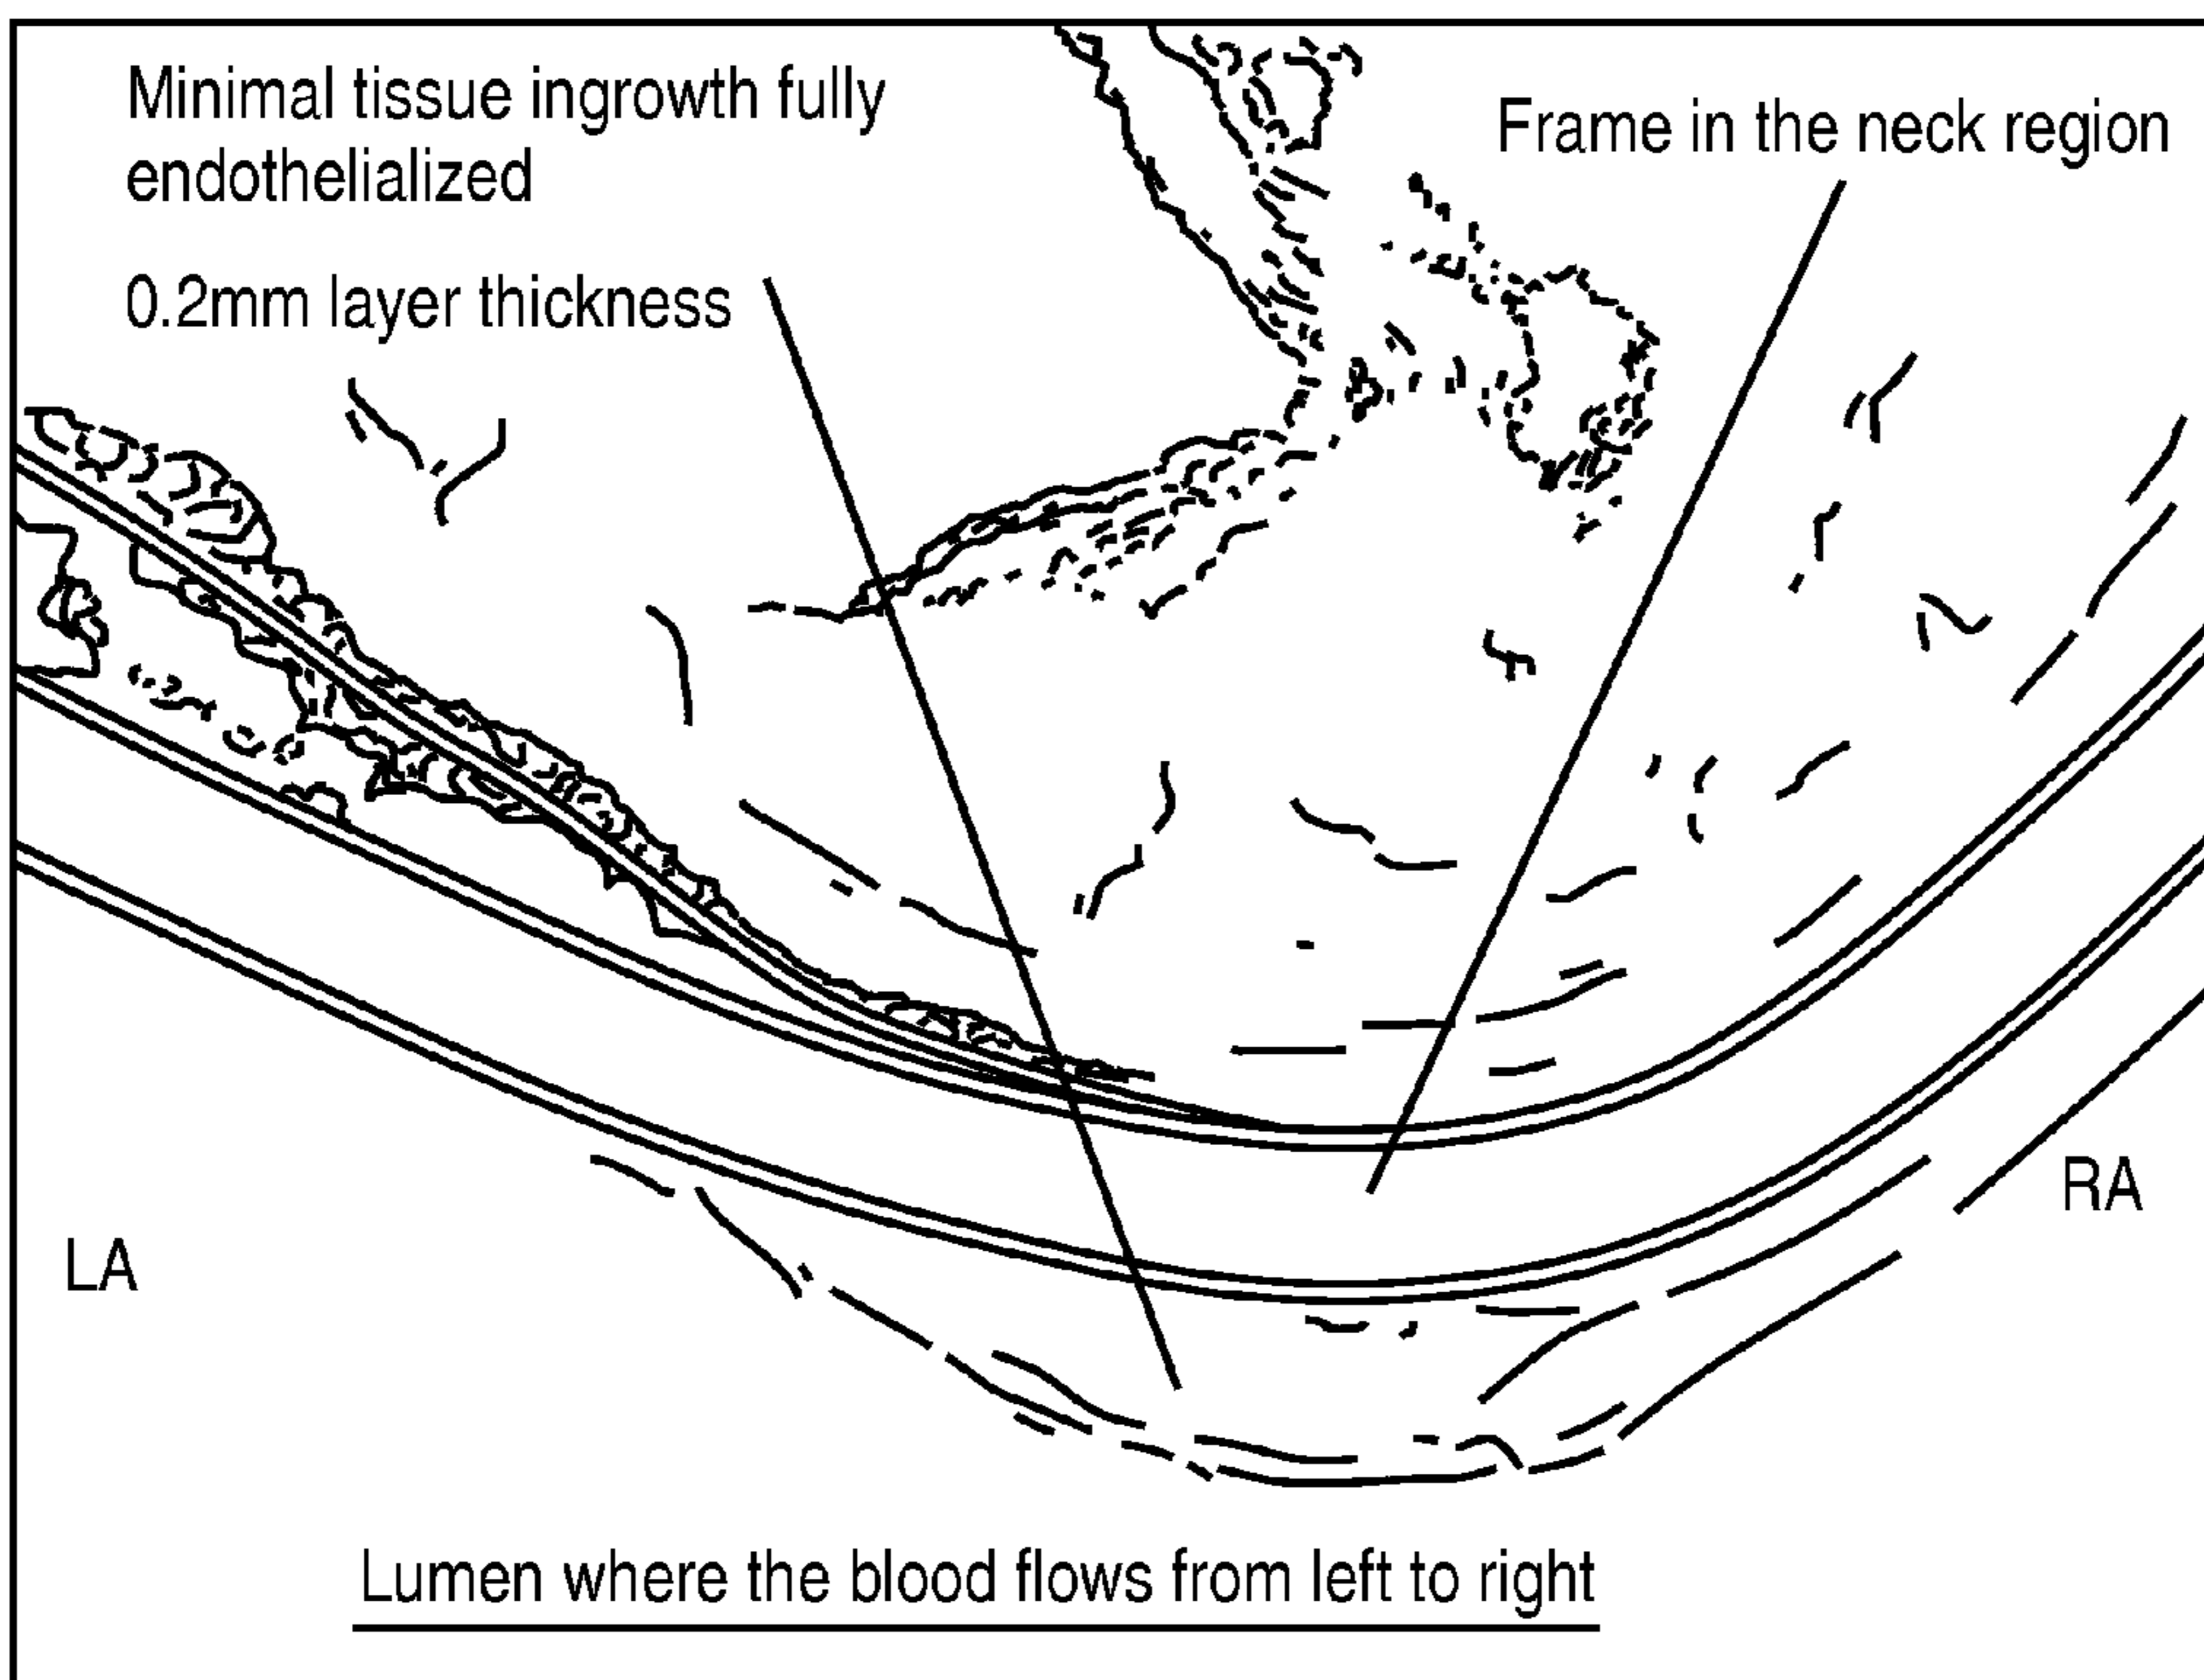 Minimal tissue ingrowth fully
endothelialized
0.2mm layer thickness
Frame in the neck region
LA
RA
Lumen where the blood flows from left to right